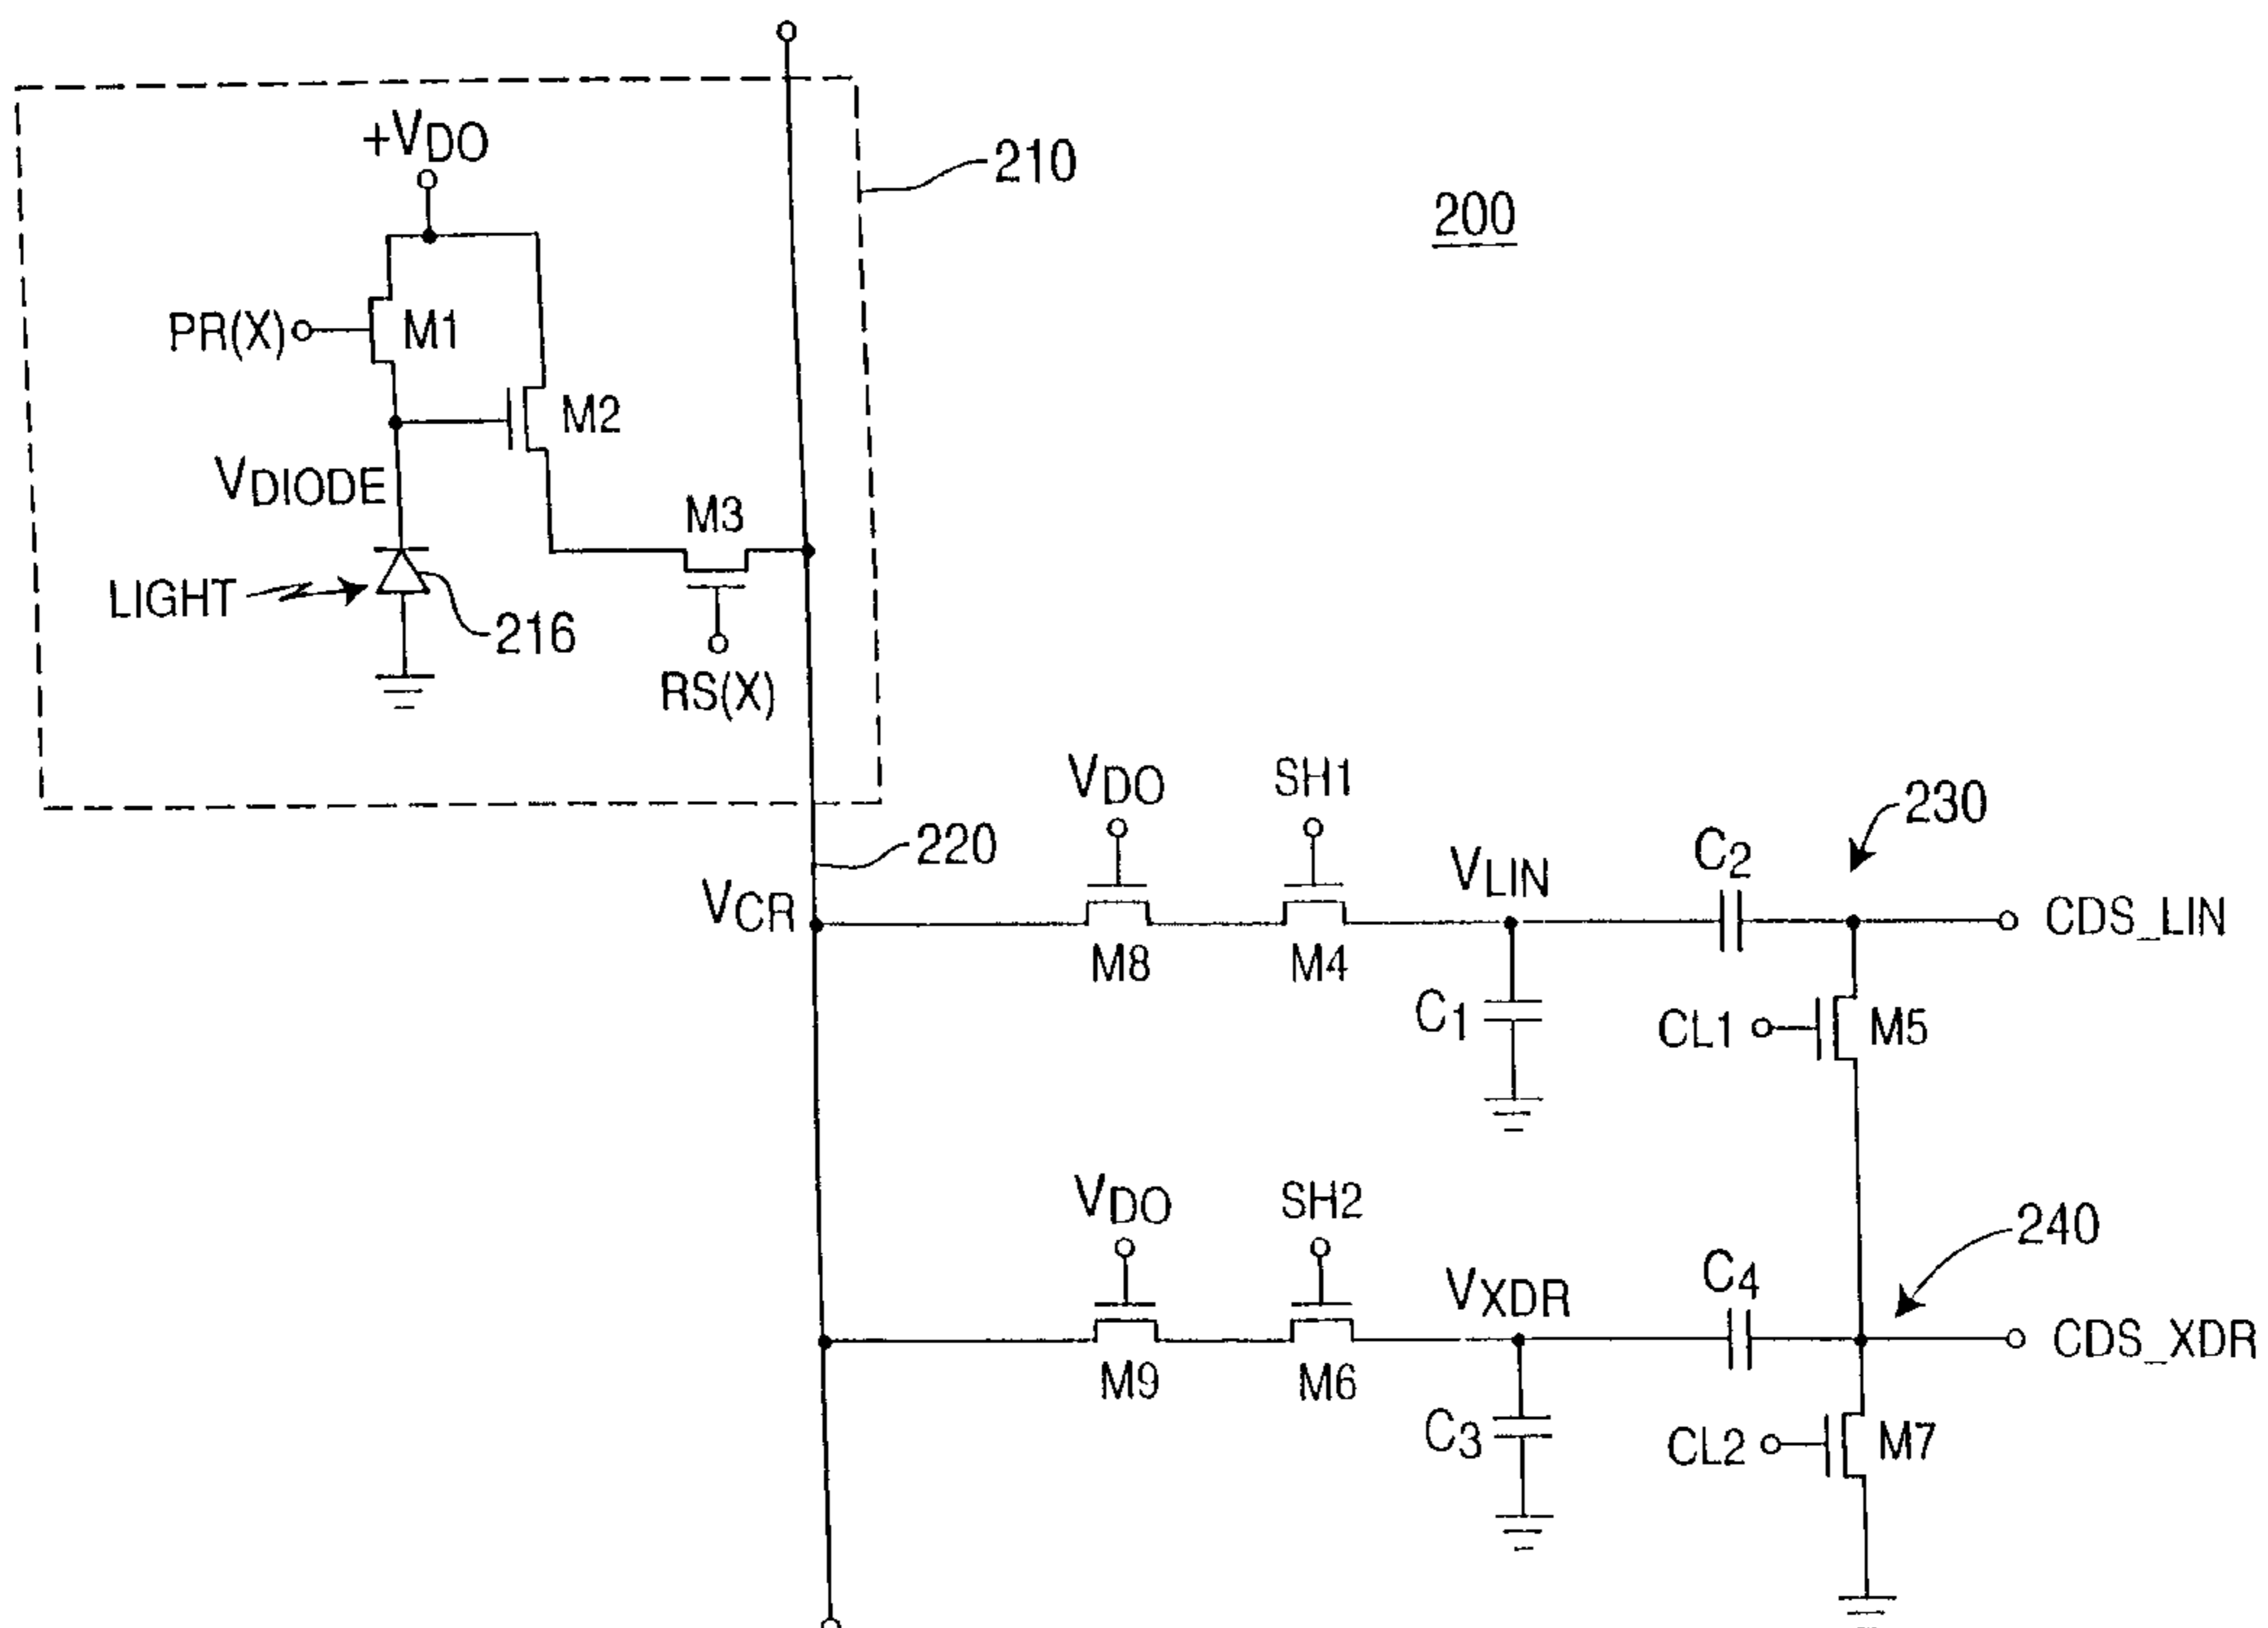 +VDO
210
200
PR(X)
M1
M2
VDIODE
M3
LIGHT
216
RS(X)
VDO
SH1
230
220
C2
VLIN
VCR
CDS_LIN
M8
M4
C1
CL1
M5
VDO
SH2
240
C4
VXDR
CDS_XDR
M9
M6
C3
CL2
M7